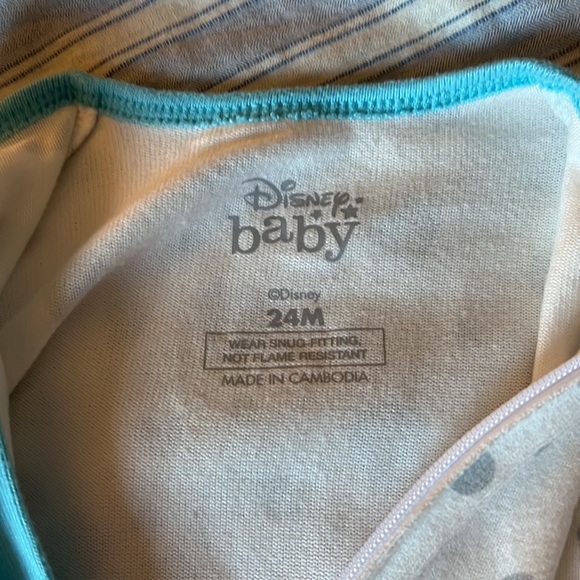 Disney
baby
©Disney
24M
WEAR SNUG-FITTING,
NOT FLAME RESISTANT
MADE IN CAMBODIA